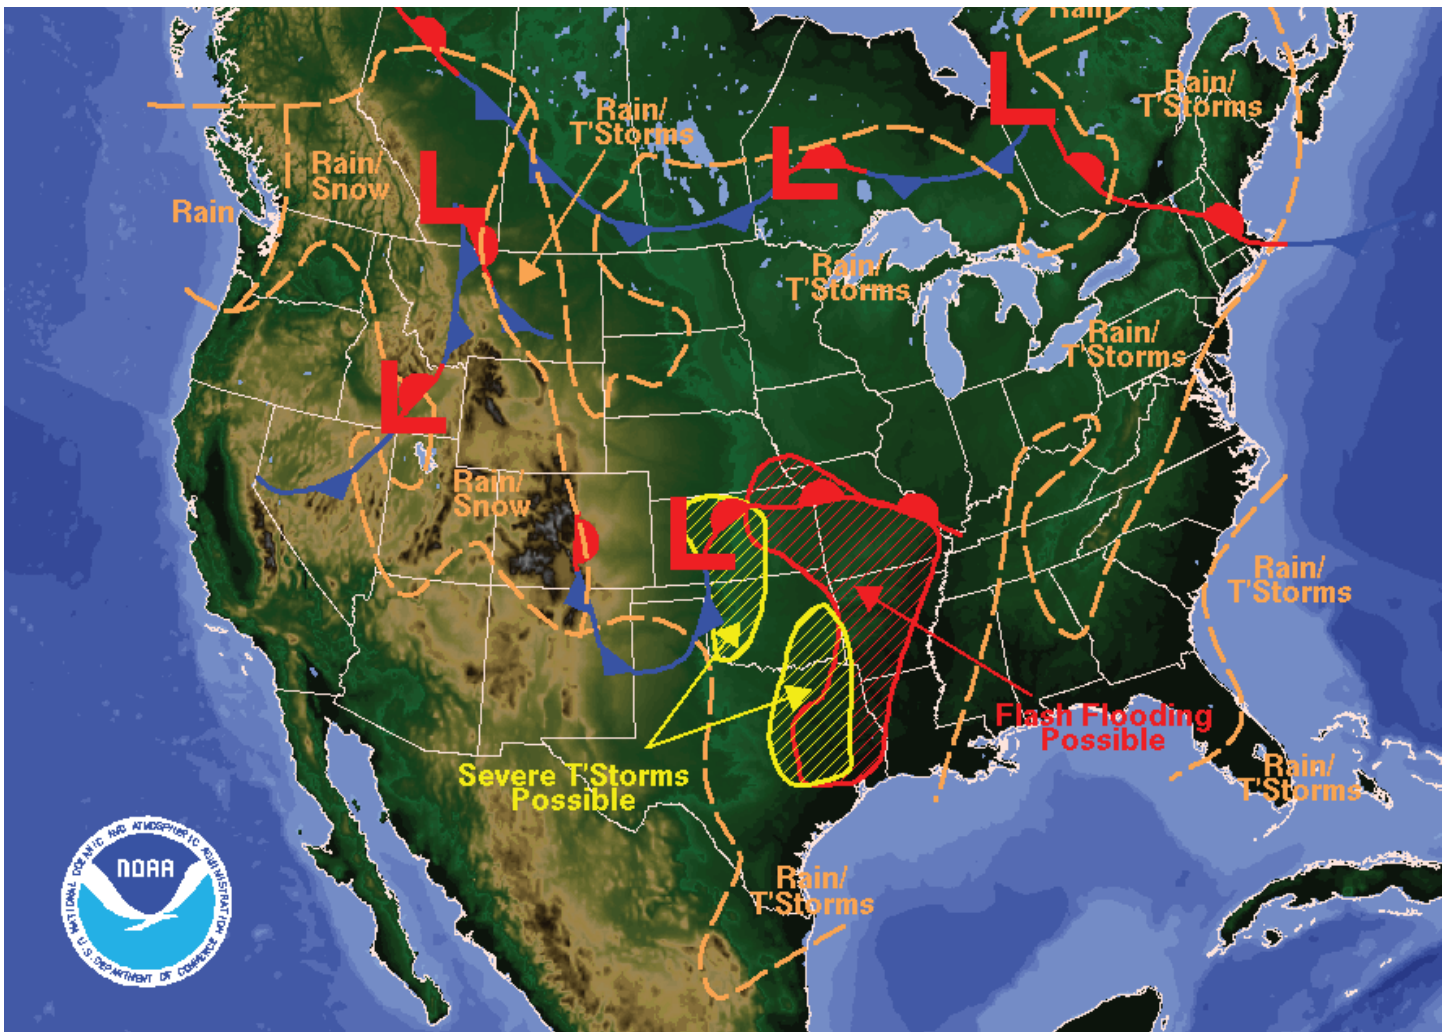 Rain
Rain/
T'Storms
Rain/
T'Storms
Rain/
Snow
Rain
Rain/
T'Storms
Rain/
T'Storms
Rain/
Snow
Rain/
T'Storms
Flash Flooding
Possible
Severe T'Storms
Possible
Rain/
T'Storms
Rain/
T'Storms
L
L
L
L
L
L
NATIONAL OCEANIC AND ATMOSPHERIC ADMINISTRATION
NOAA
U.S. DEPARTMENT OF COMMERCE